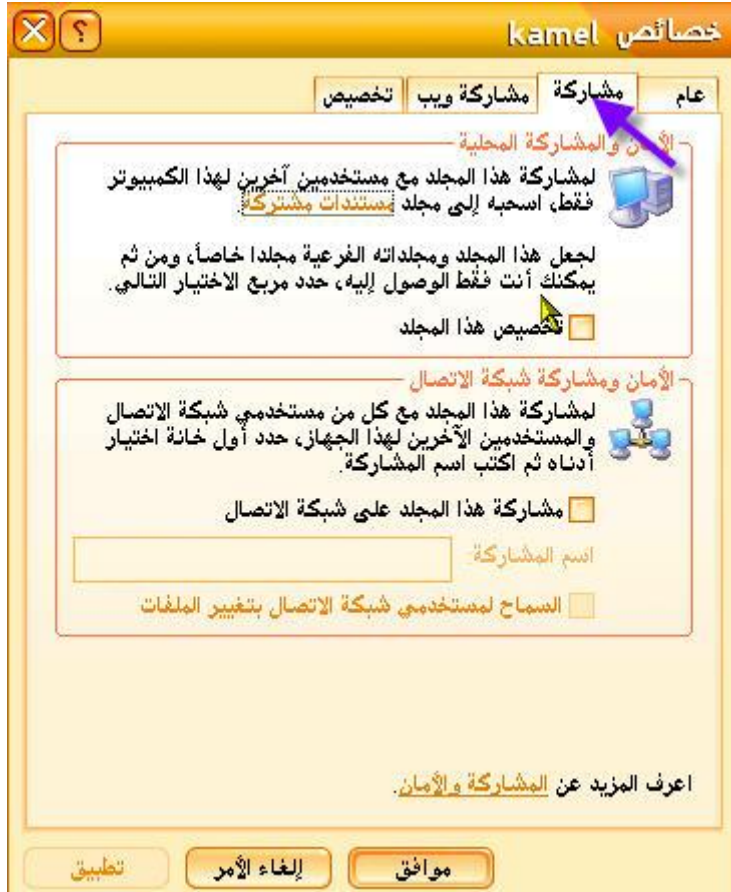 خصائص kamel
عام
مشاركة
مشاركة ويب
تخصيص
الأمان والمشاركة المحلية
لمشاركة هذا المجلد مع مستخدمين آخرين لهذا الكمبيوتر
فقط، اسحبه إلى مجلد مستندات مشتركة.
لجعل هذا المجلد ومجلداته الفرعية مجلدا خاصاً، ومن ثم
يمكنك أنت فقط الوصول إليه، حدد مربع الاختيار التالي.
تخصيص هذا المجلد
الأمان ومشاركة شبكة الاتصال
لمشاركة هذا المجلد مع كل من مستخدمي شبكة الاتصال
والمستخدمين الآخرين لهذا الجهاز، حدد أول خانة اختيار
أدناه ثم اكتب اسم المشاركة.
مشاركة هذا المجلد على شبكة الاتصال
اسم المشاركة:
السماح لمستخدمي شبكة الاتصال بتغيير الملفات
اعرف المزيد عن المشاركة والأمان.
موافق
إلغاء الأمر
تطبيق